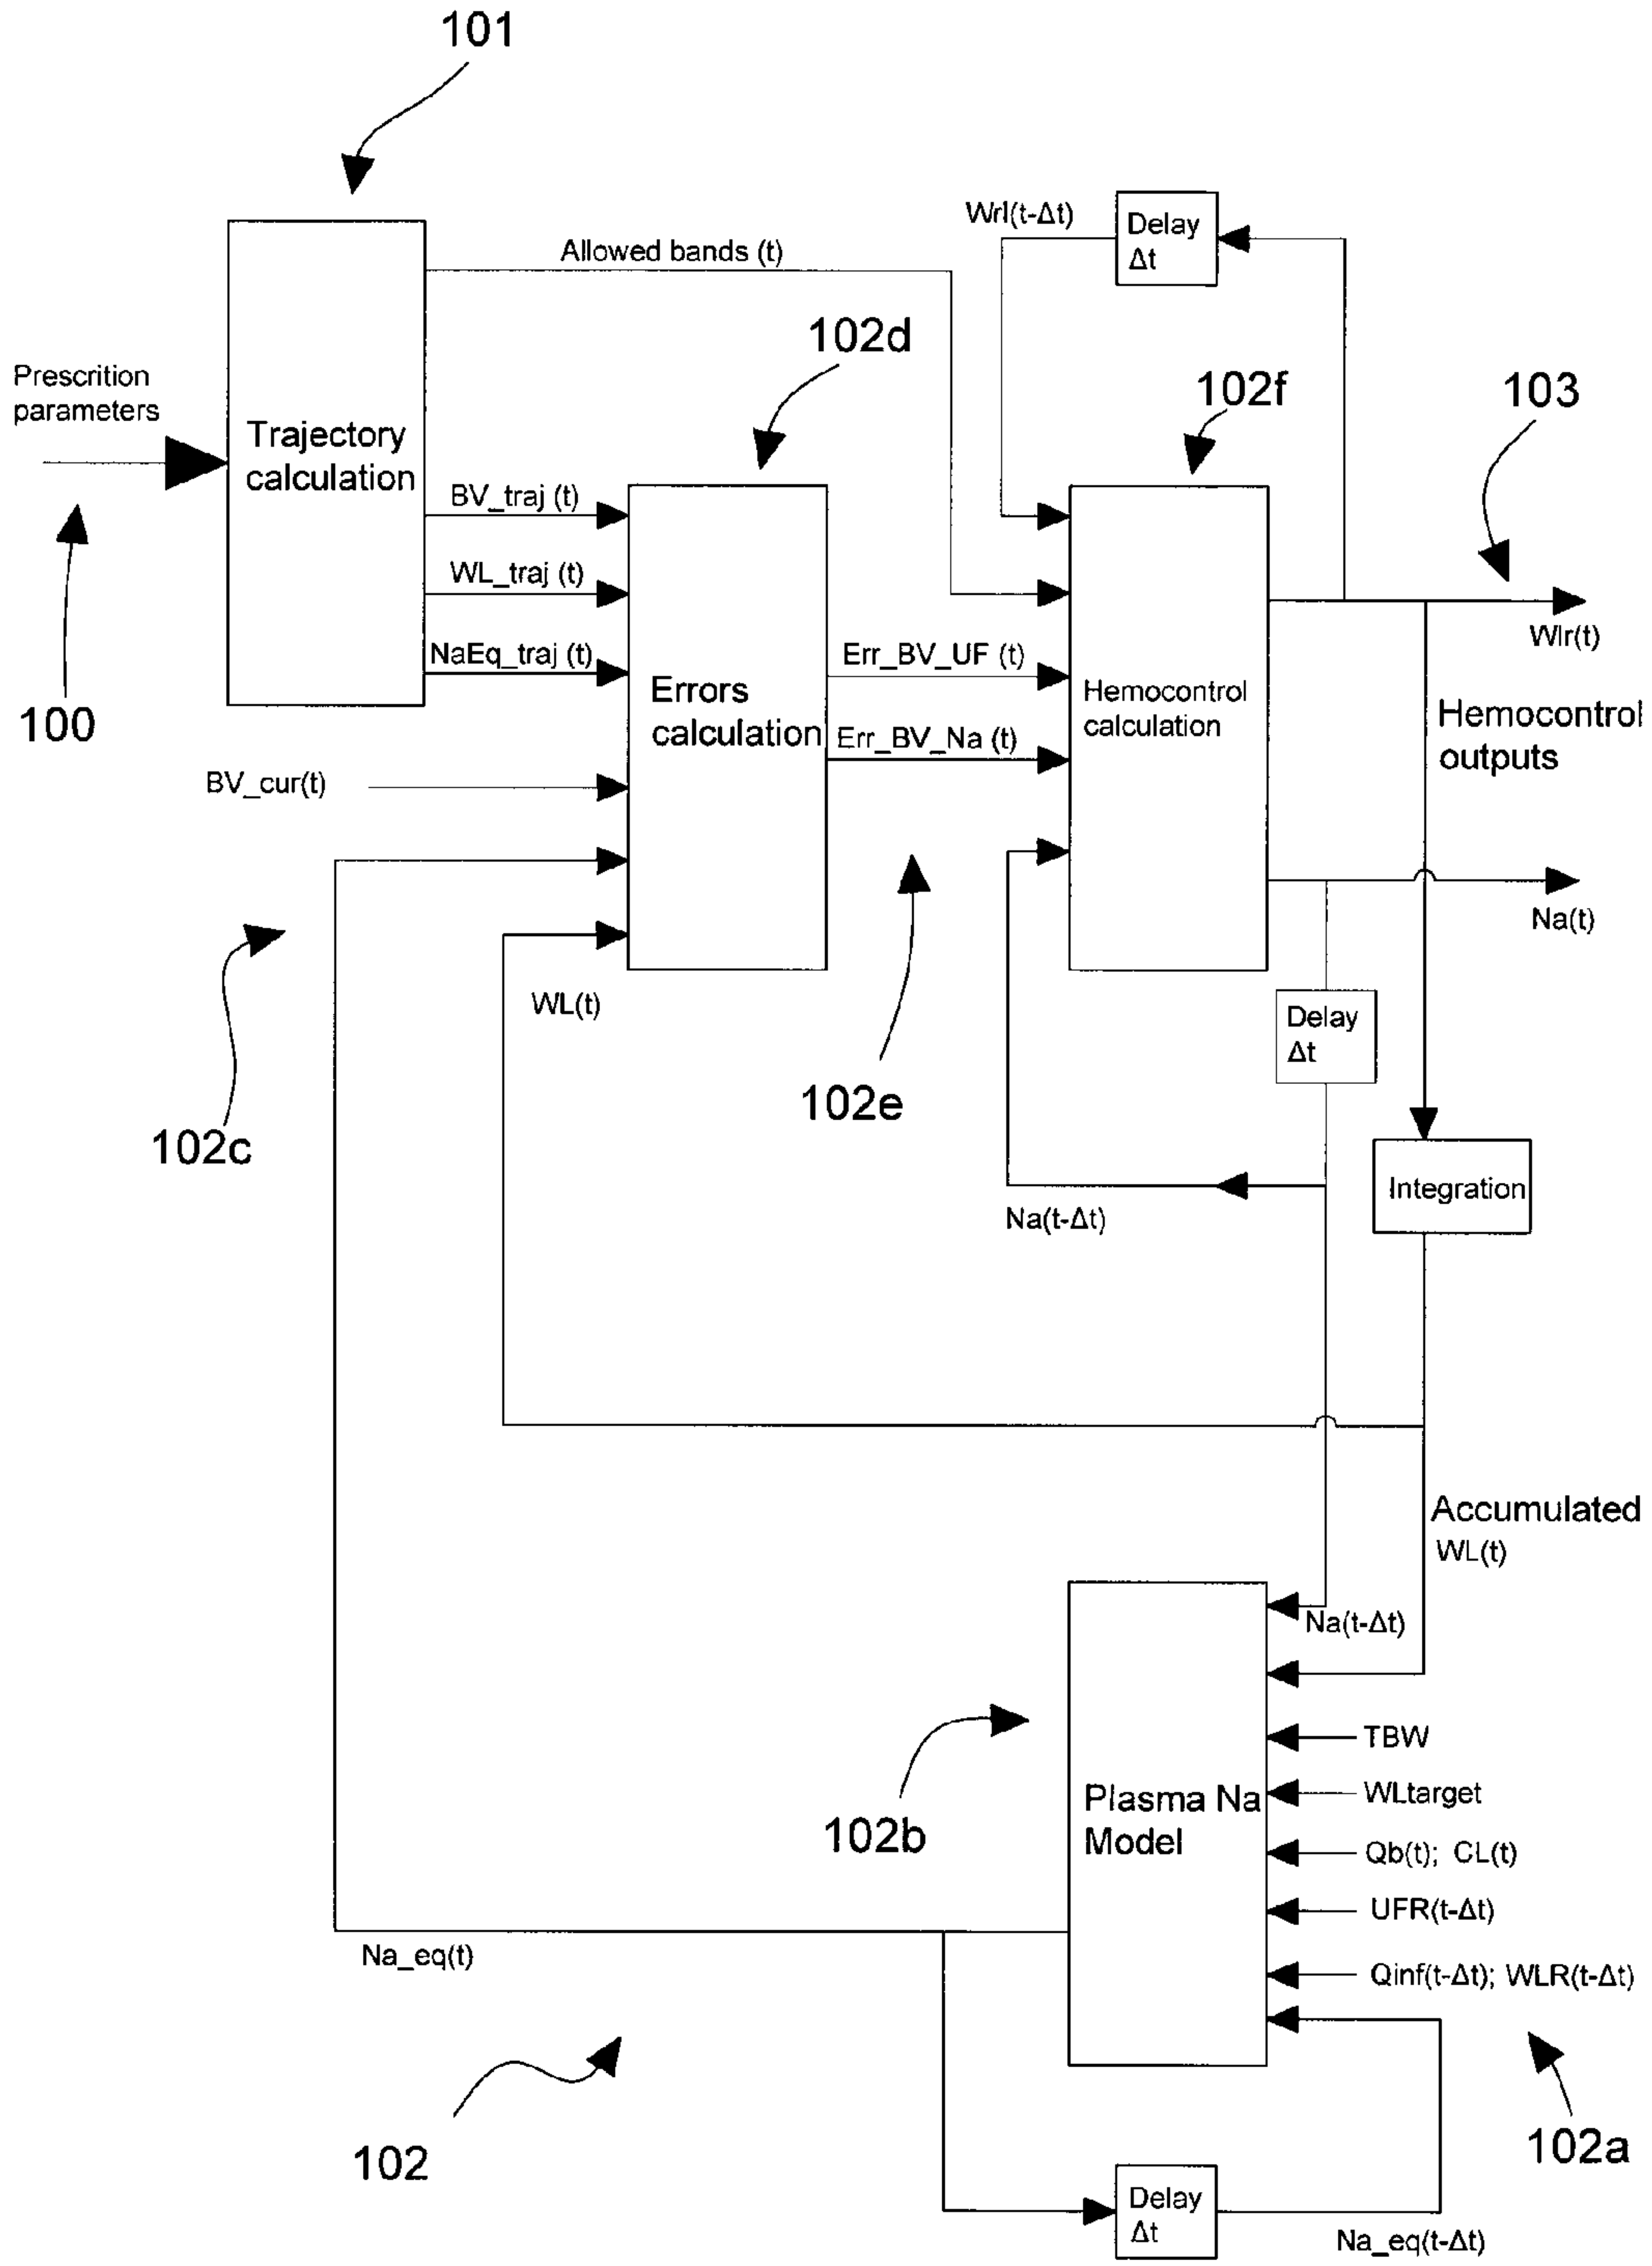 101
Wrl(t-Δt)
Delay
Δt
Allowed bands (t)
102d
102f
103
Prescrition
parameters
Trajectory
calculation
BV_traj (t)
WL_traj (t)
NaEq_traj (t)
100
Errors
calculation
Err_BV_UF (t)
Err_BV_Na (t)
Hemocontrol
calculation
Wlr(t)
Hemocontrol
outputs
BV_cur(t)
Na(t)
WL(t)
102c
102e
Delay
Δt
Integration
Na(t-Δt)
Accumulated
WL(t)
Na(t-Δt)
102b
Plasma Na
Model
TBW
WLtarget
Qb(t); CL(t)
UFR(t-Δt)
Qinf(t-Δt); WLR(t-Δt)
Na_eq(t)
102
102a
Delay
Δt
Na_eq(t-Δt)